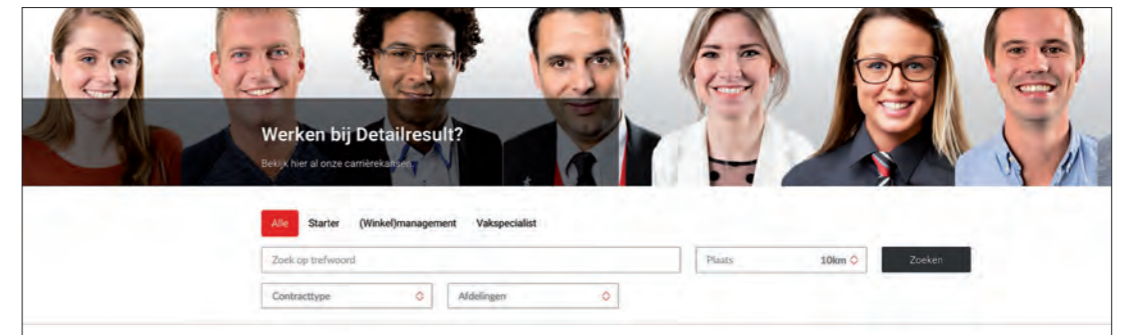 Werken bij Detailresult?
Bekijk hier al onze carrièrekansen.
Alle Starter (Winkel)management Vakspecialist
Zoek op trefwoord Plaats 10km Zoeken
Contracttype Afdelingen